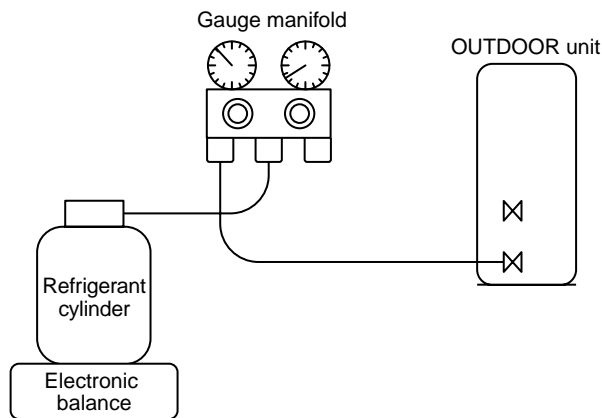 Gauge manifold
OUTDOOR unit
Refrigerant
cylinder
Electronic
balance